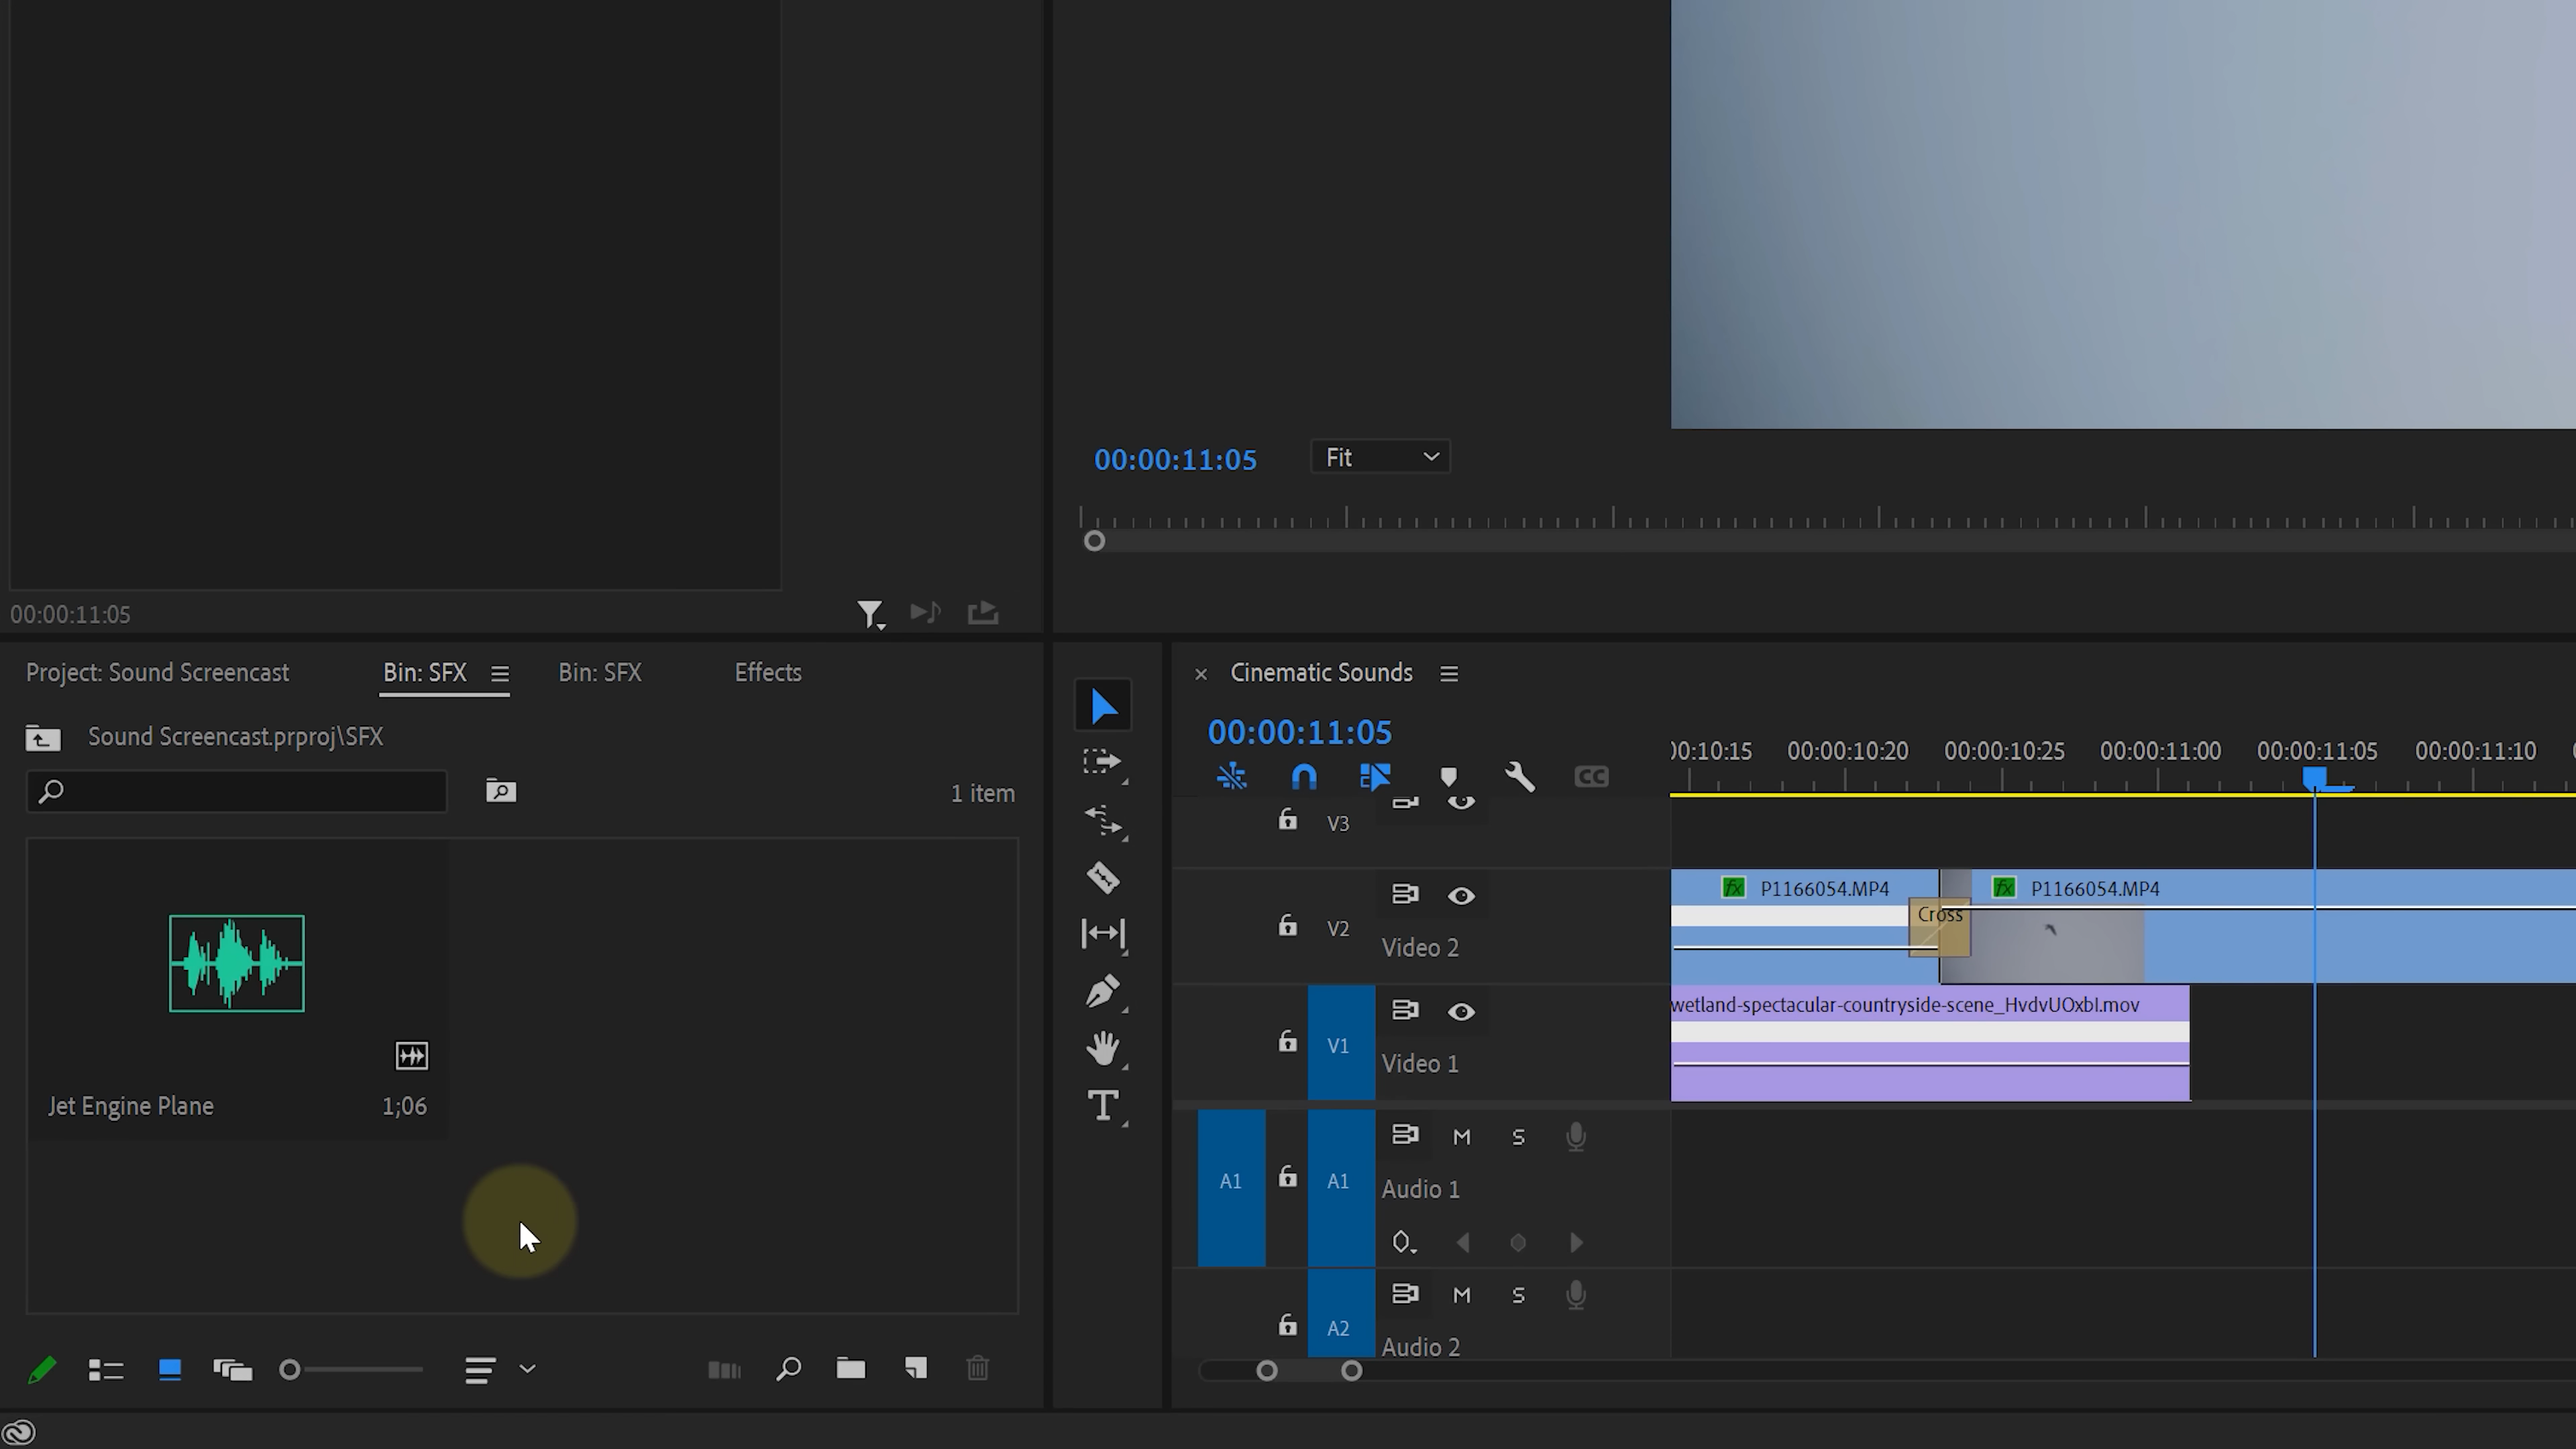 00:00:11:05
Fit
00:00:11:05
Project: Sound Screencast
Bin: SFX
Bin: SFX
Effects
Sound Screencast.prproj\SFX
1 item
Jet Engine Plane
1;06
Cinematic Sounds
00:00:11:05
00:10:15
00:00:10:20
00:00:10:25
00:00:11:00
00:00:11:05
00:00:11:10
CC
V3
V2
Video 2
fx
P1166054.MP4
Cross
fx
P1166054.MP4
V1
Video 1
wetland-spectacular-countryside-scene_HvdvUOxbI.mov
A1
A1
M
S
Audio 1
A2
M
S
Audio 2
T